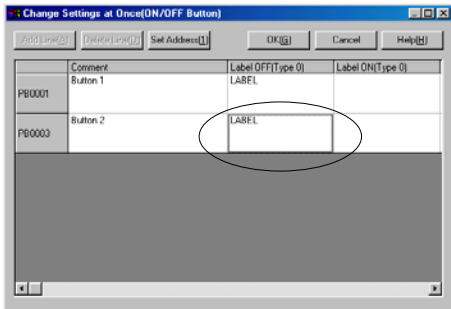 Change Settings at Once(ON/OFF Button)
Add Line(A) Delete Line(D) Set Address(1) OK(G) Cancel Help(H)
Comment Label OFF(Type 0) Label ON(Type 0)
PB0001 Button 1 LABEL
PB0003 Button 2 LABEL